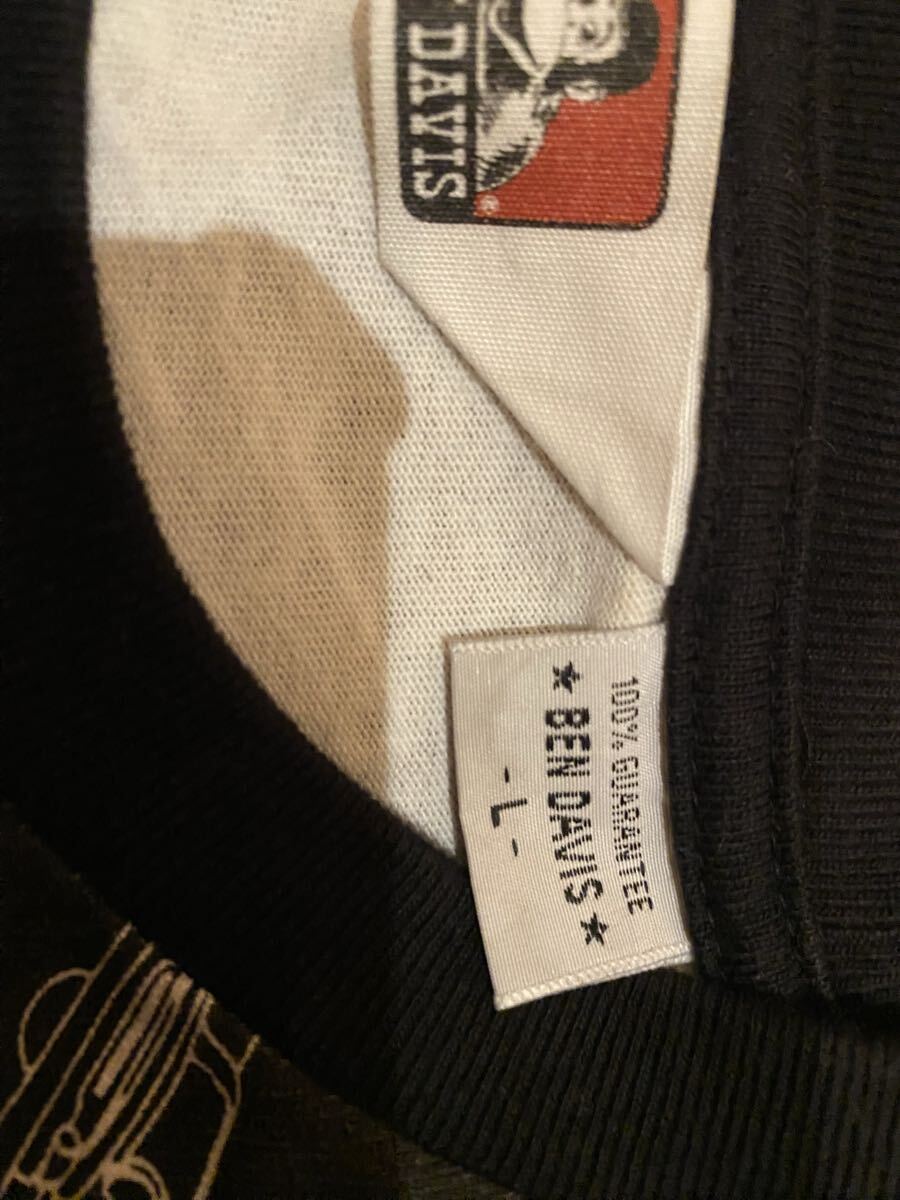 DAVIS
®
100% GUARANTEE
★ BEN DAVIS ★
- L -